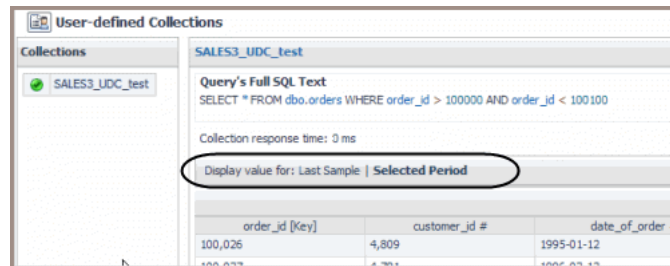 User-defined Collections
Collections
SALES3_UDC_test
SALES3_UDC_test
Query's Full SQL Text
SELECT * FROM dbo.orders WHERE order_id > 100000 AND order_id < 100100
Collection response time: 0 ms
Display value for: Last Sample | Selected Period
order_id [Key] customer_id # date_of_order
100,026 4,809 1995-01-12